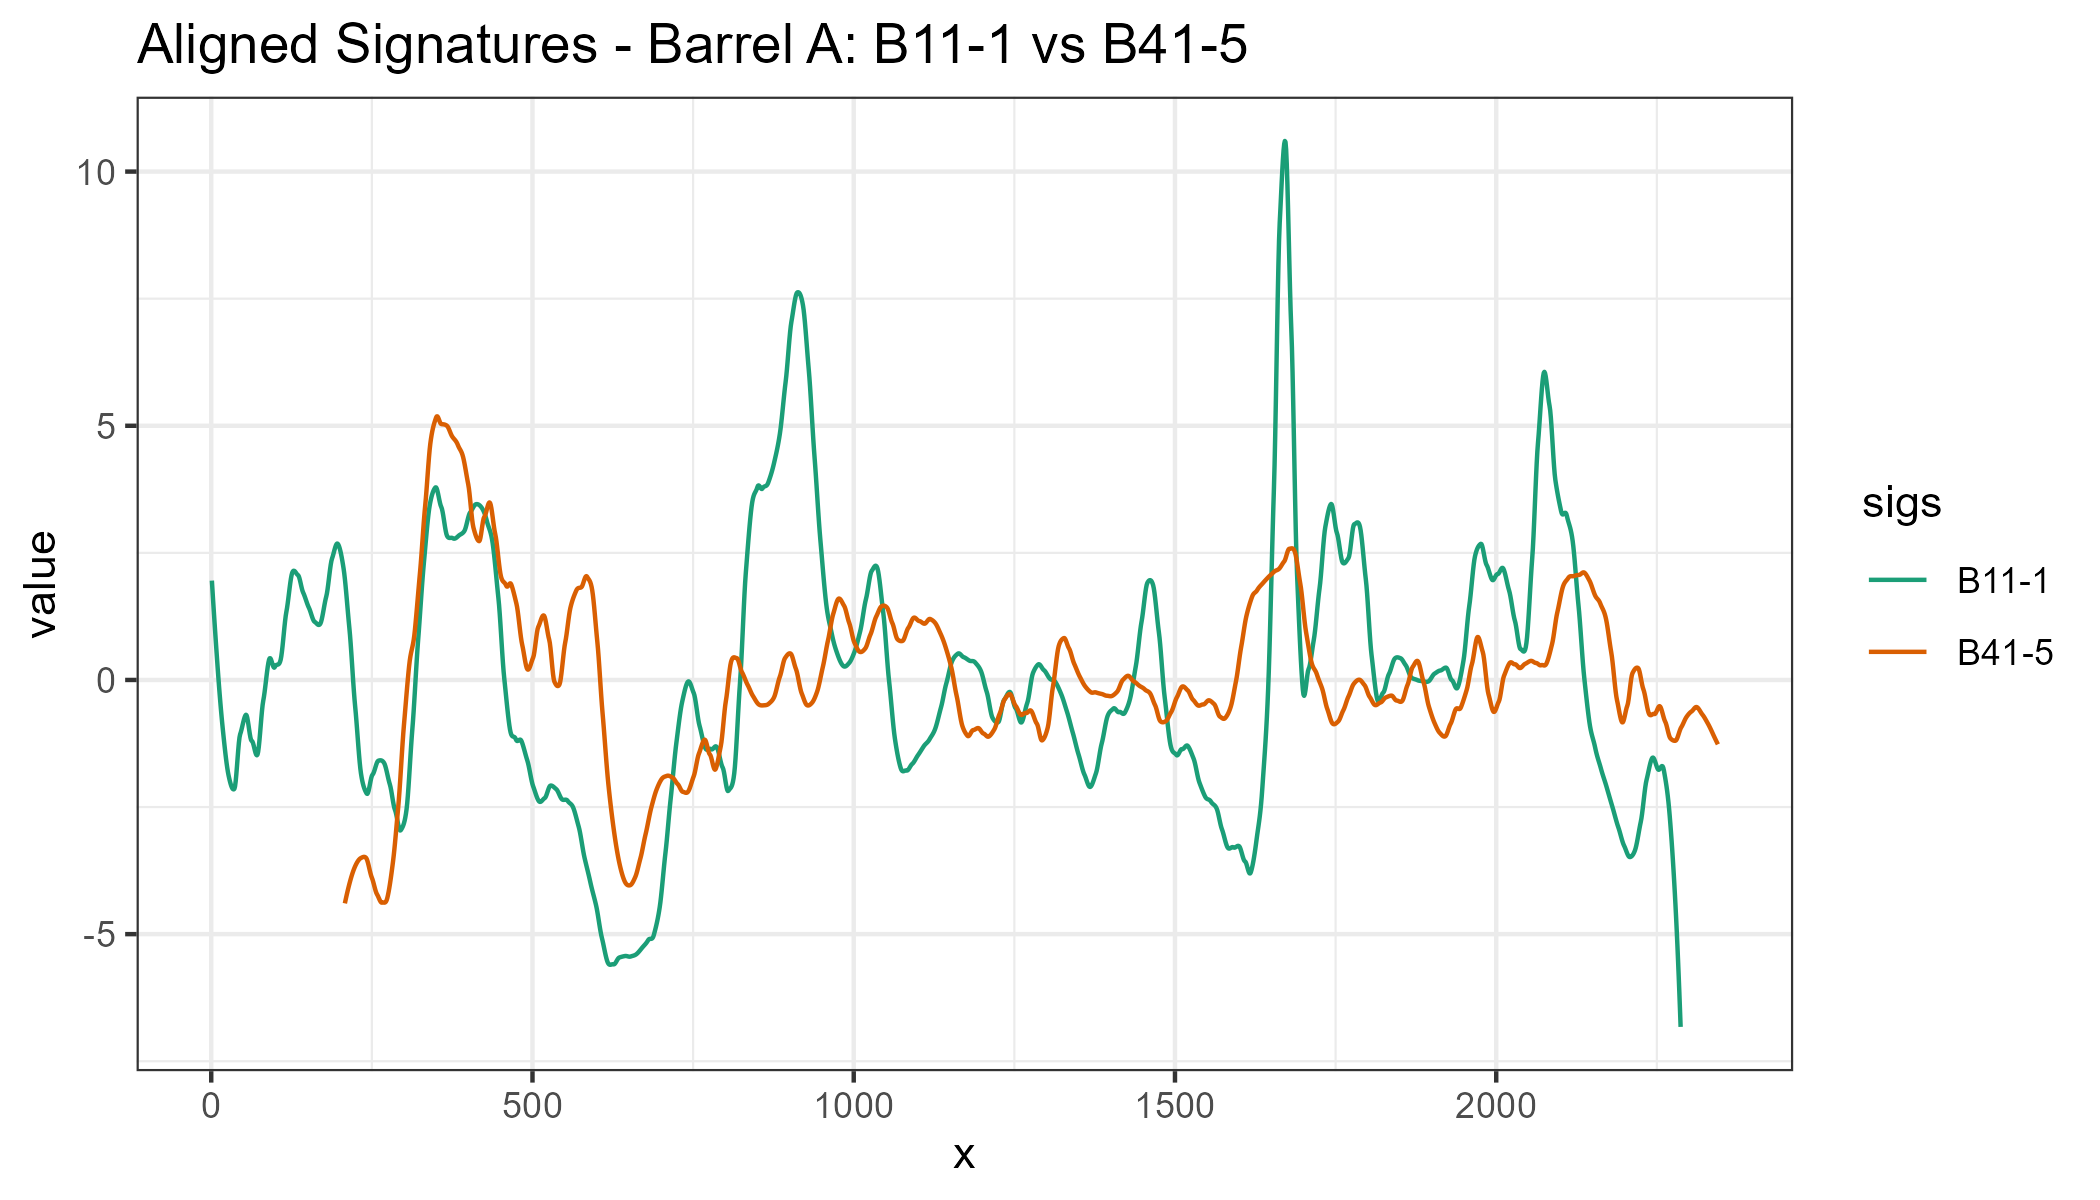 Aligned Signatures - Barrel A: B11-1 vs B41-5
10
5
0
-5
value
0 500 1000 1500 2000
x
sigs
B11-1
B41-5